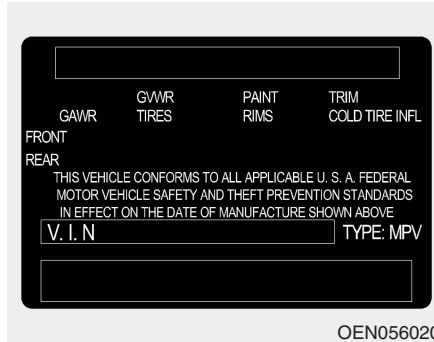 GVWR PAINT TRIM
GAWR TIRES RIMS COLD TIRE INFL
FRONT
REAR
THIS VEHICLE CONFORMS TO ALL APPLICABLE U. S. A. FEDERAL
MOTOR VEHICLE SAFETY AND THEFT PREVENTION STANDARDS
IN EFFECT ON THE DATE OF MANUFACTURE SHOWN ABOVE
V. I. N TYPE: MPV
OEN056020